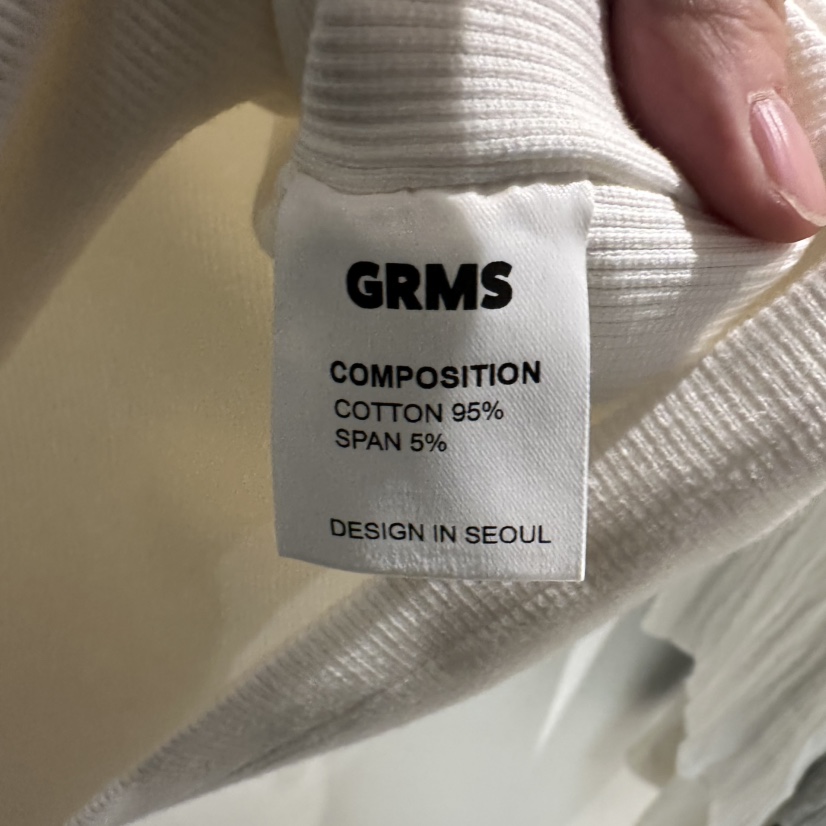 GRMS
COMPOSITION
COTTON 95%
SPAN 5%
DESIGN IN SEOUL